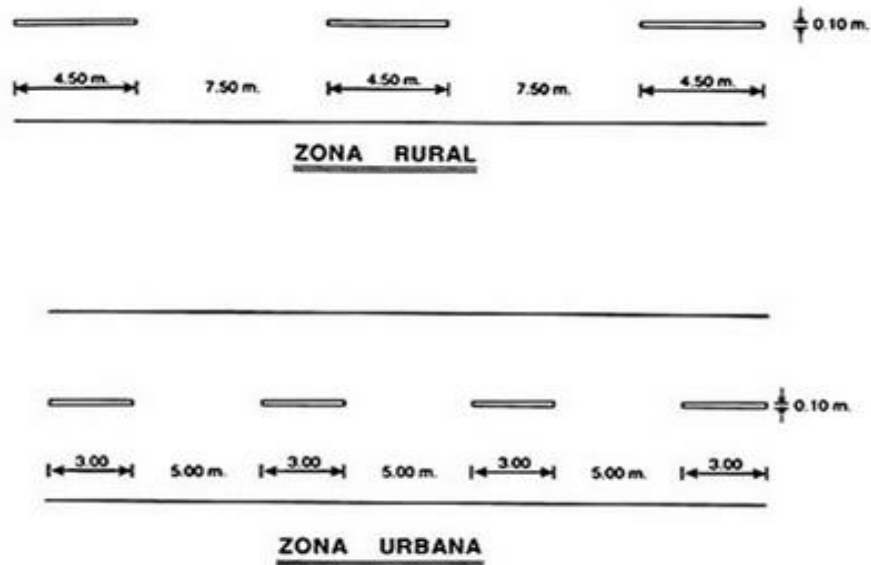 0.10 m.
4.50 m. 7.50 m. 4.50 m. 7.50 m. 4.50 m.
ZONA RURAL
0.10 m.
3.00 5.00 m. 3.00 5.00 m. 3.00 5.00 m. 3.00
ZONA URBANA